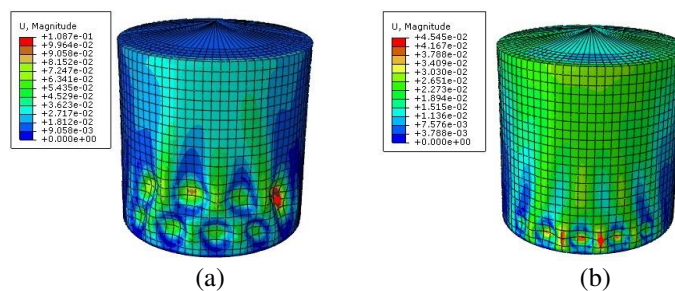 U, Magnitude
+1.087e-01
+9.964e-02
+9.058e-02
+8.152e-02
+7.247e-02
+6.341e-02
+5.435e-02
+4.529e-02
+3.623e-02
+2.717e-02
+1.812e-02
+9.058e-03
+0.000e+00
(a)
U, Magnitude
+4.545e-02
+4.167e-02
+3.788e-02
+3.409e-02
+3.030e-02
+2.651e-02
+2.273e-02
+1.894e-02
+1.515e-02
+1.136e-02
+7.576e-03
+3.788e-03
+0.000e+00
(b)